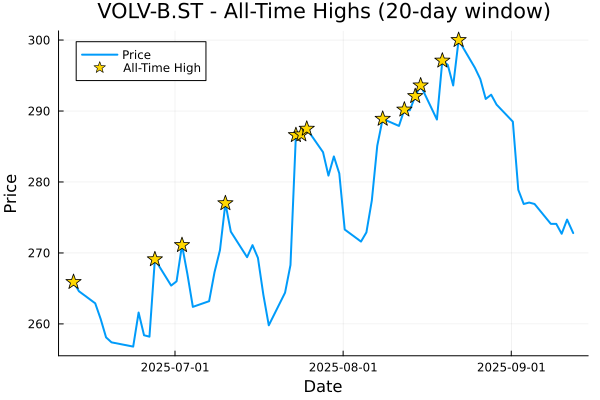 VOLV-B.ST - All-Time Highs (20-day window)
Price
All-Time High
300
290
280
270
260
Price
2025-07-01
2025-08-01
2025-09-01
Date